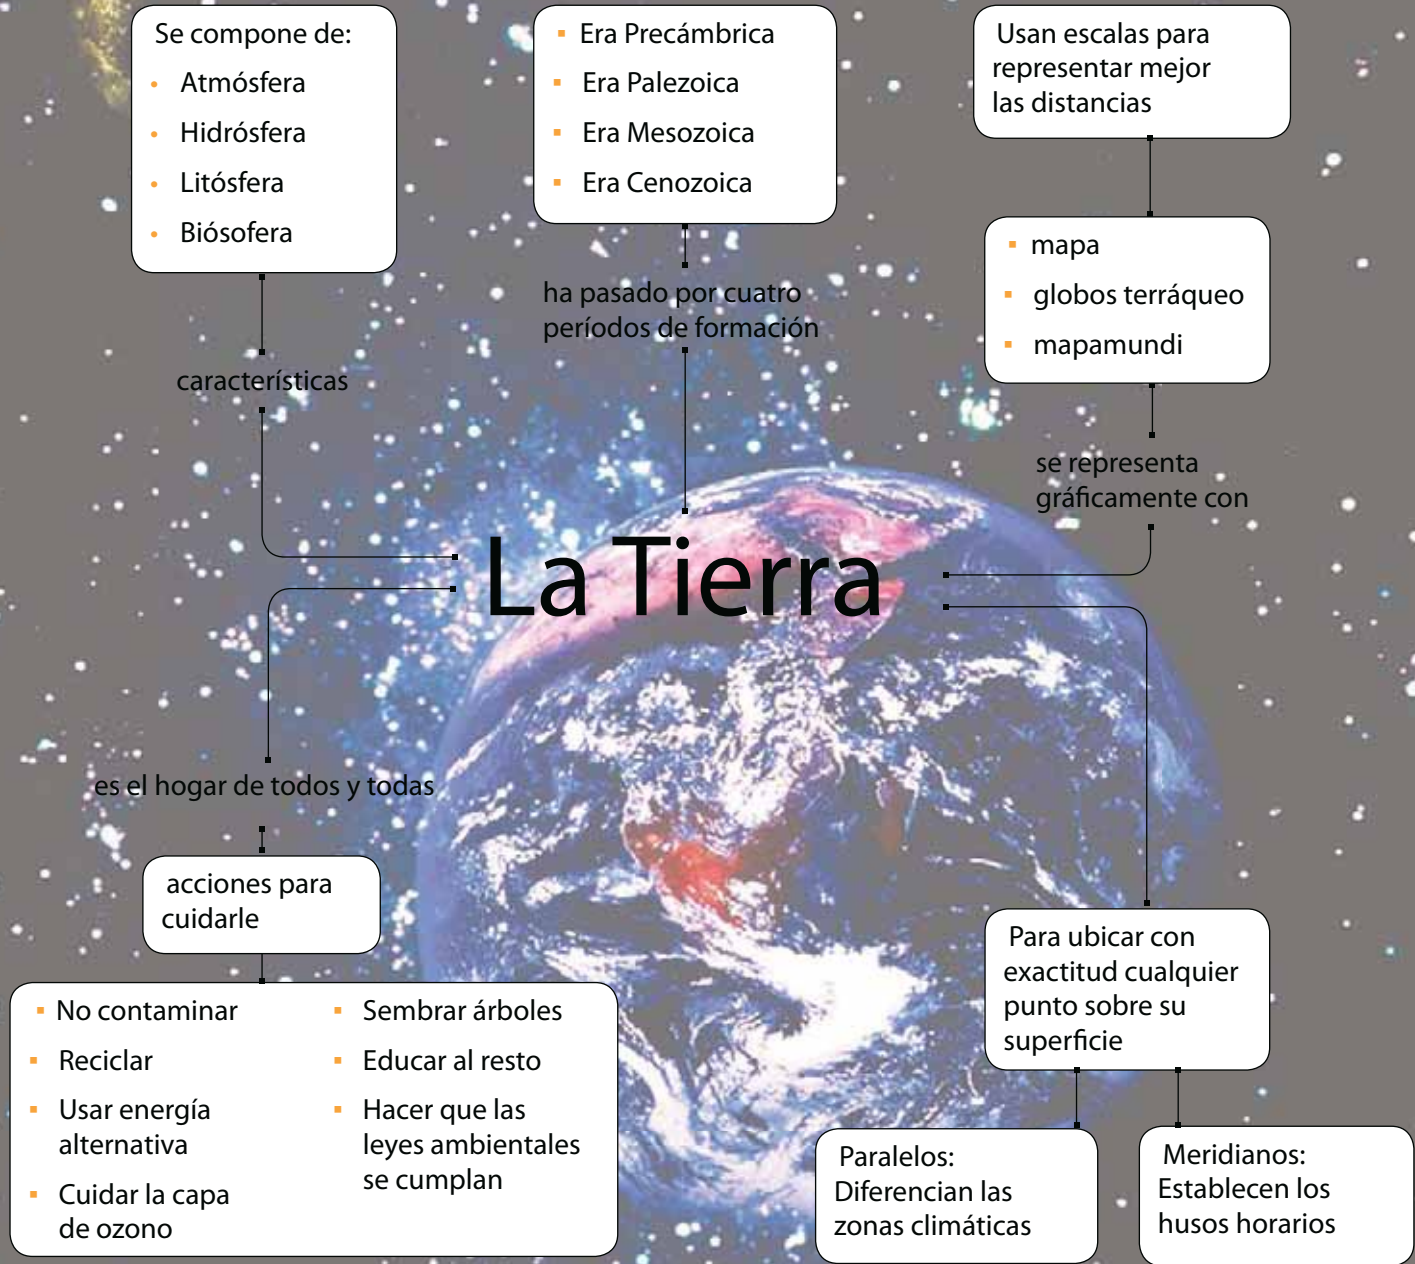 Se compone de:
Atmósfera
Hidrósfera
Litósfera
Biósofera
características
Era Precámbrica
Era Palezoica
Era Mesozoica
Era Cenozoica
ha pasado por cuatro
períodos de formación
Usan escalas para
representar mejor
las distancias
mapa
globos terráqueo
mapamundi
se representa
gráficamente con
La Tierra
es el hogar de todos y todas
acciones para
cuidarle
No contaminar
Reciclar
Usar energía
alternativa
Cuidar la capa
de ozono
Sembrar árboles
Educar al resto
Hacer que las
leyes ambientales
se cumplan
Para ubicar con
exactitud cualquier
punto sobre su
superficie
Paralelos:
Diferencian las
zonas climáticas
Meridianos:
Establecen los
husos horarios